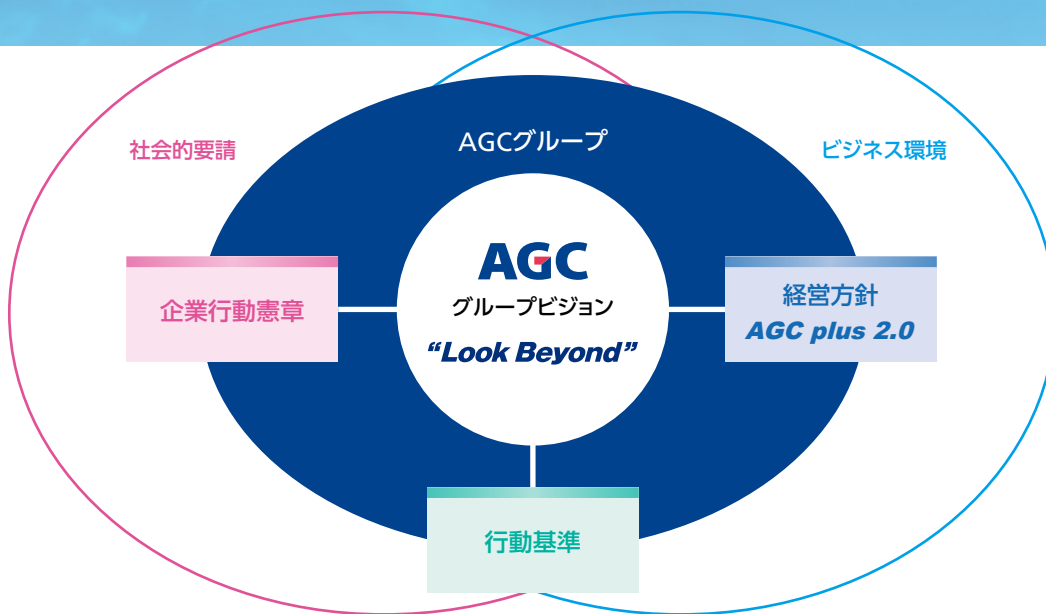 社会的要請
AGCグループ
ビジネス環境
AGC
グループビジョン
“Look Beyond”
企業行動憲章
経営方針
AGC plus 2.0
行動基準